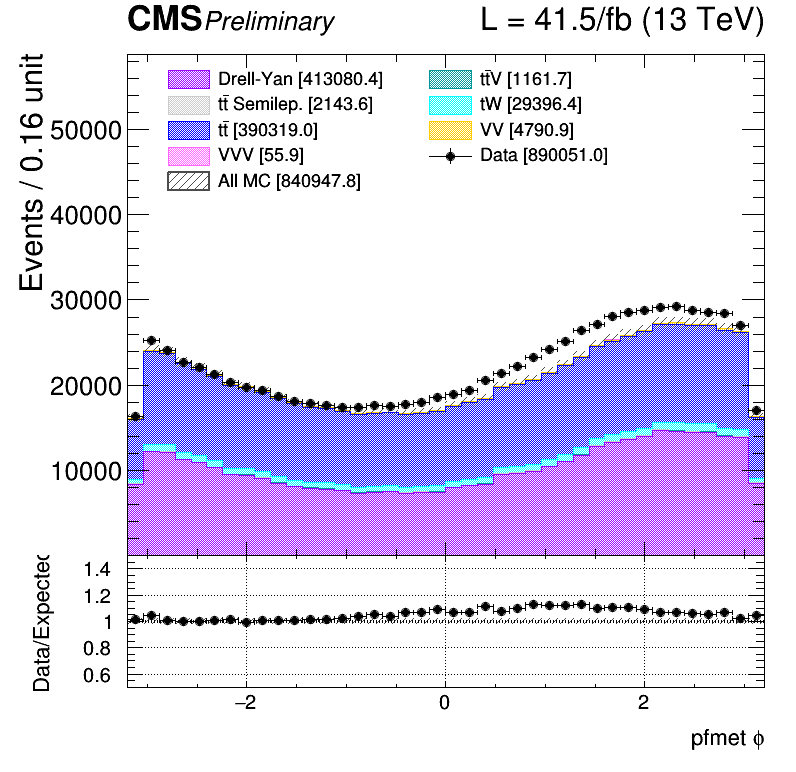 CMS Preliminary L = 41.5/fb (13 TeV)
Events / 0.16 unit
Drell-Yan [413080.4]
tt̄ Semilep. [2143.6]
tt̄ [390319.0]
VVV [55.9]
All MC [840947.8]
tt̄V [1161.7]
tW [29396.4]
VV [4790.9]
Data [890051.0]
50000
40000
30000
20000
10000
Data/Expected
1.4
1.2
1
0.8
0.6
−2 0 2
pfmet ϕ